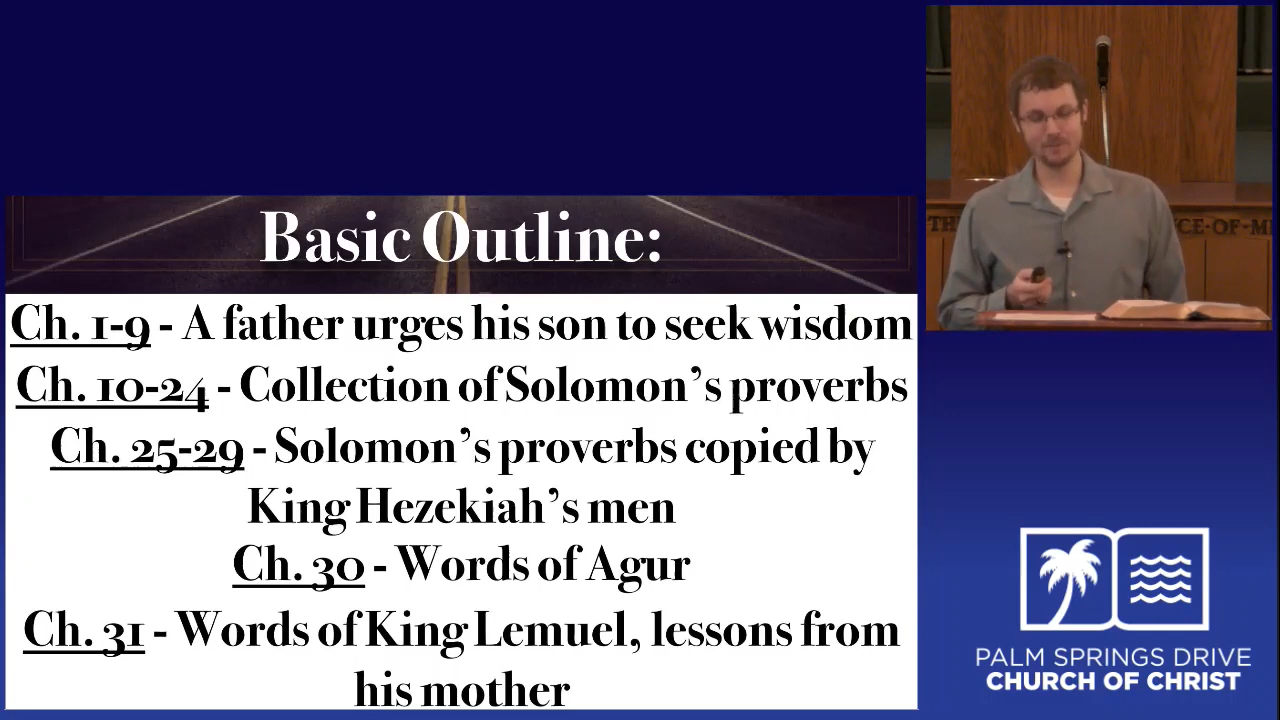 Basic Outline:
Ch. 1-9 - A father urges his son to seek wisdom
Ch. 10-24 - Collection of Solomon's proverbs
Ch. 25-29 - Solomon's proverbs copied by
King Hezekiah's men
Ch. 30 - Words of Agur
Ch. 31 - Words of King Lemuel, lessons from
his mother
CE·OF·M
PALM SPRINGS DRIVE
CHURCH OF CHRIST